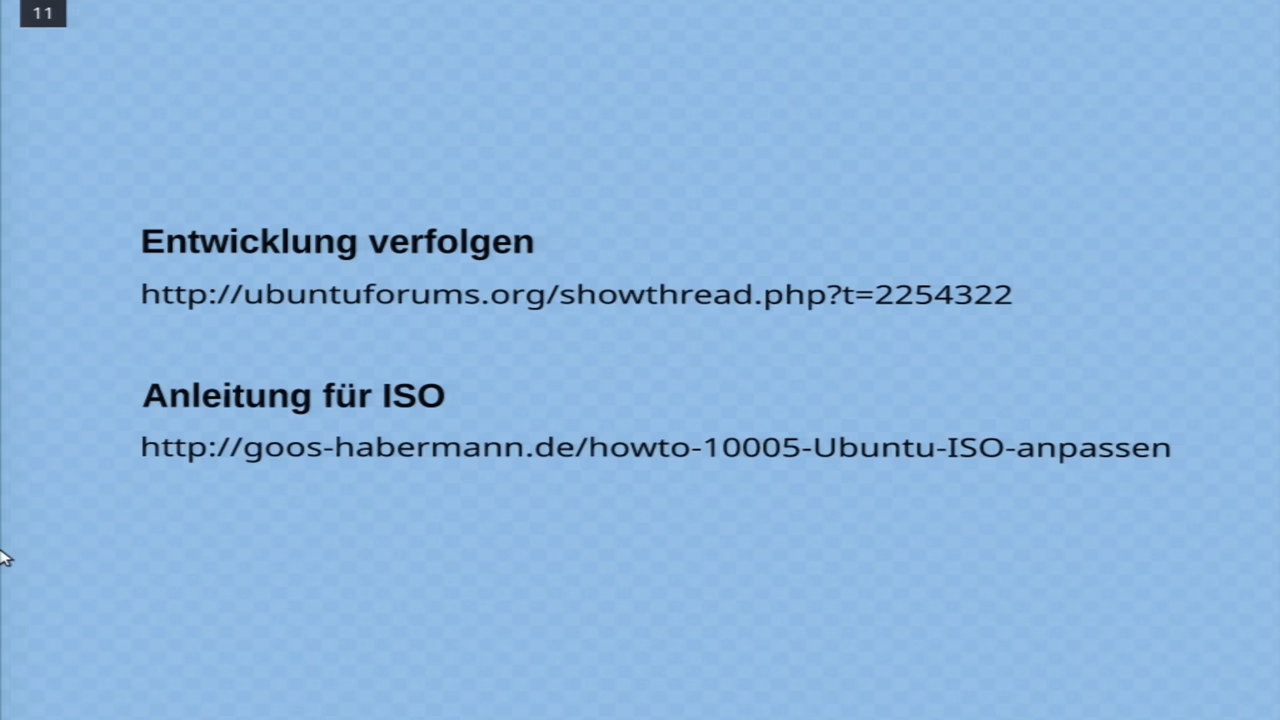 11
Entwicklung verfolgen
http://ubuntuforums.org/showthread.php?t=2254322
Anleitung für ISO
http://goos-habermann.de/howto-10005-Ubuntu-ISO-anpassen